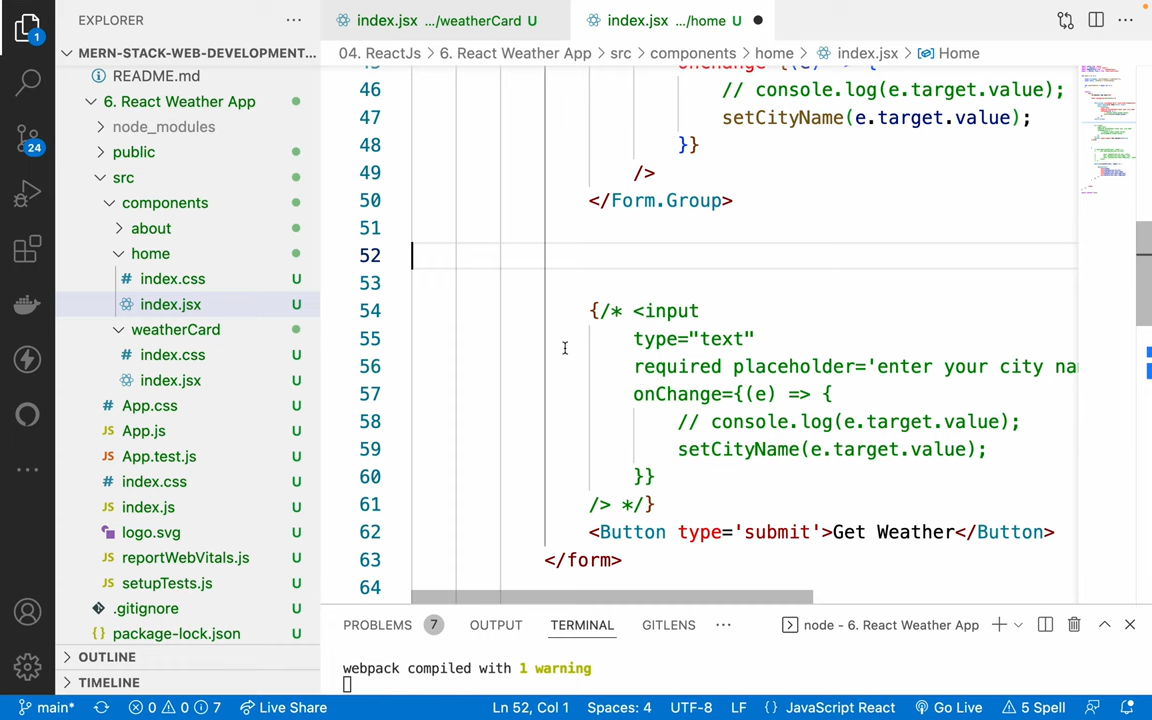 EXPLORER
MERN-STACK-WEB-DEVELOPMENT...
README.md
6. React Weather App
node_modules
public
src
components
about
home
# index.css U
index.jsx U
weatherCard
# index.css U
index.jsx U
# App.css U
JS App.js U
JS App.test.js U
# index.css U
JS index.js U
logo.svg U
JS reportWebVitals.js U
JS setupTests.js U
.gitignore U
{} package-lock.json U
OUTLINE
TIMELINE
1
24
index.jsx .../weatherCard U
index.jsx .../home U
04. ReactJs > 6. React Weather App > src > components > home > index.jsx > Home
46 // console.log(e.target.value);
47 setCityName(e.target.value);
48 }}
49 />
50 </Form.Group>
51
52
53
54 {/* <input
55 type="text"
56 required placeholder='enter your city na
57 onChange={(e) => {
58 // console.log(e.target.value);
59 setCityName(e.target.value);
60 }}
61 /> */}
62 <Button type='submit'>Get Weather</Button>
63 </form>
64
PROBLEMS 7 OUTPUT TERMINAL GITLENS ... node - 6. React Weather App
webpack compiled with 1 warning
main* 0 0 7 Live Share Ln 52, Col 1 Spaces: 4 UTF-8 LF {} JavaScript React Go Live 5 Spell